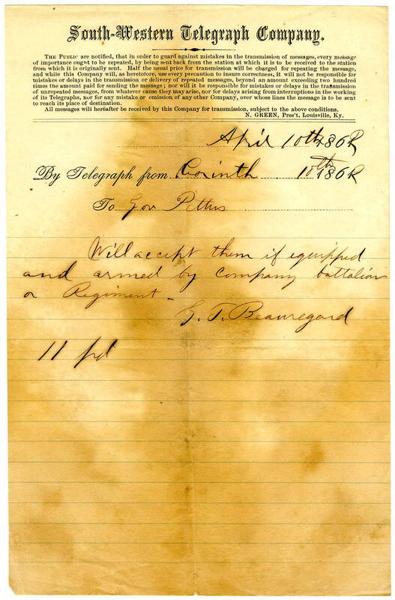 South-Western Telegraph Company.
THE PUBLIC are notified, that in order to guard against mistakes in the transmission of messages, every message
of importance ought to be repeated, by being sent back from the station at which it is to be received to the station
from which it is originally sent. Half the usual price for transmission will be charged for repeating the message,
and while this Company will, as heretofore, use every precaution to insure correctness, it will not be responsible for
mistakes or delays in the transmission or delivery of repeated messages, beyond an amount exceeding two hundred
times the amount paid for sending the message; nor will it be responsible for mistakes or delays in the transmission
of unrepeated messages, from whatever cause they may arise, nor for delays arising from interruptions in the working
of its Telegraphs, nor for any mistake or omission of any other Company, over whose lines the message is to be sent
to reach its place of destination.
All messages will hereafter be received by this Company for transmission, subject to the above conditions.
N. GREEN, Pres't, Louisville, Ky.
April 10th 1862
By Telegraph from Corinth 10th 1862
To Gov Pettus
Will accept them if equipped
and armed by company battalion
or Regiment -
G. T. Beauregard
11 pd